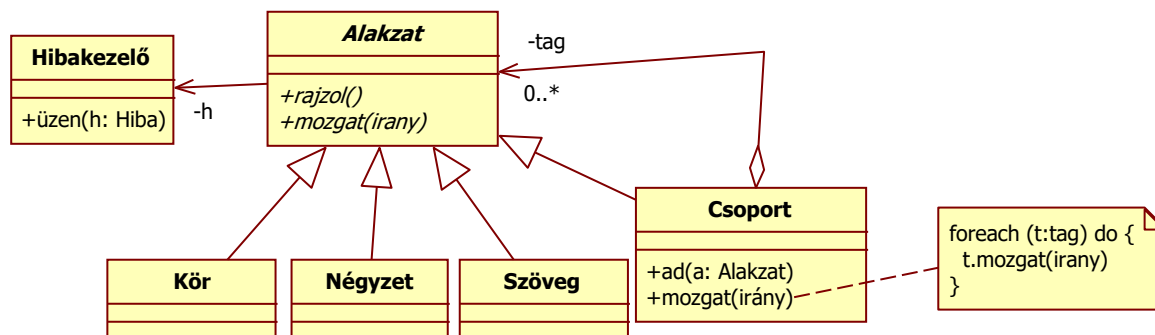 Hibakezelő
+üzen(h: Hiba)
-h
Alakzat
+rajzol()
+mozgat(irany)
-tag
0..*
Kör
Négyzet
Szöveg
Csoport
+ad(a: Alakzat)
+mozgat(irány)
foreach (t:tag) do {
t.mozgat(irany)
}